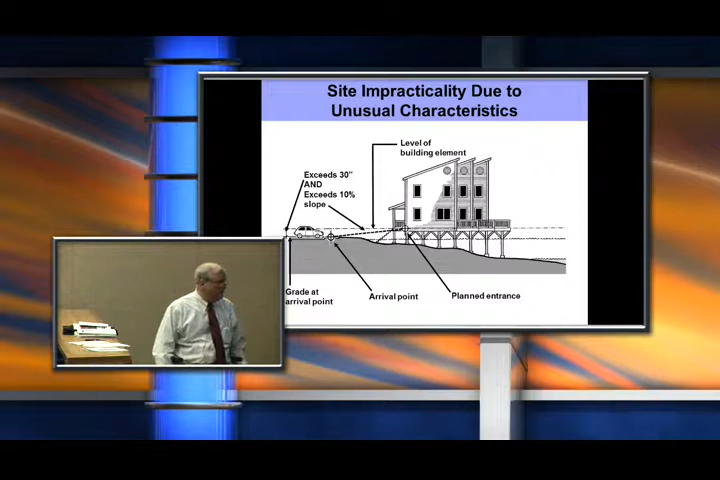 Site Impracticality Due to
Unusual Characteristics
Level of
building element
Exceeds 30"
AND
Exceeds 10%
slope
Grade at
arrival point
Arrival point
Planned entrance